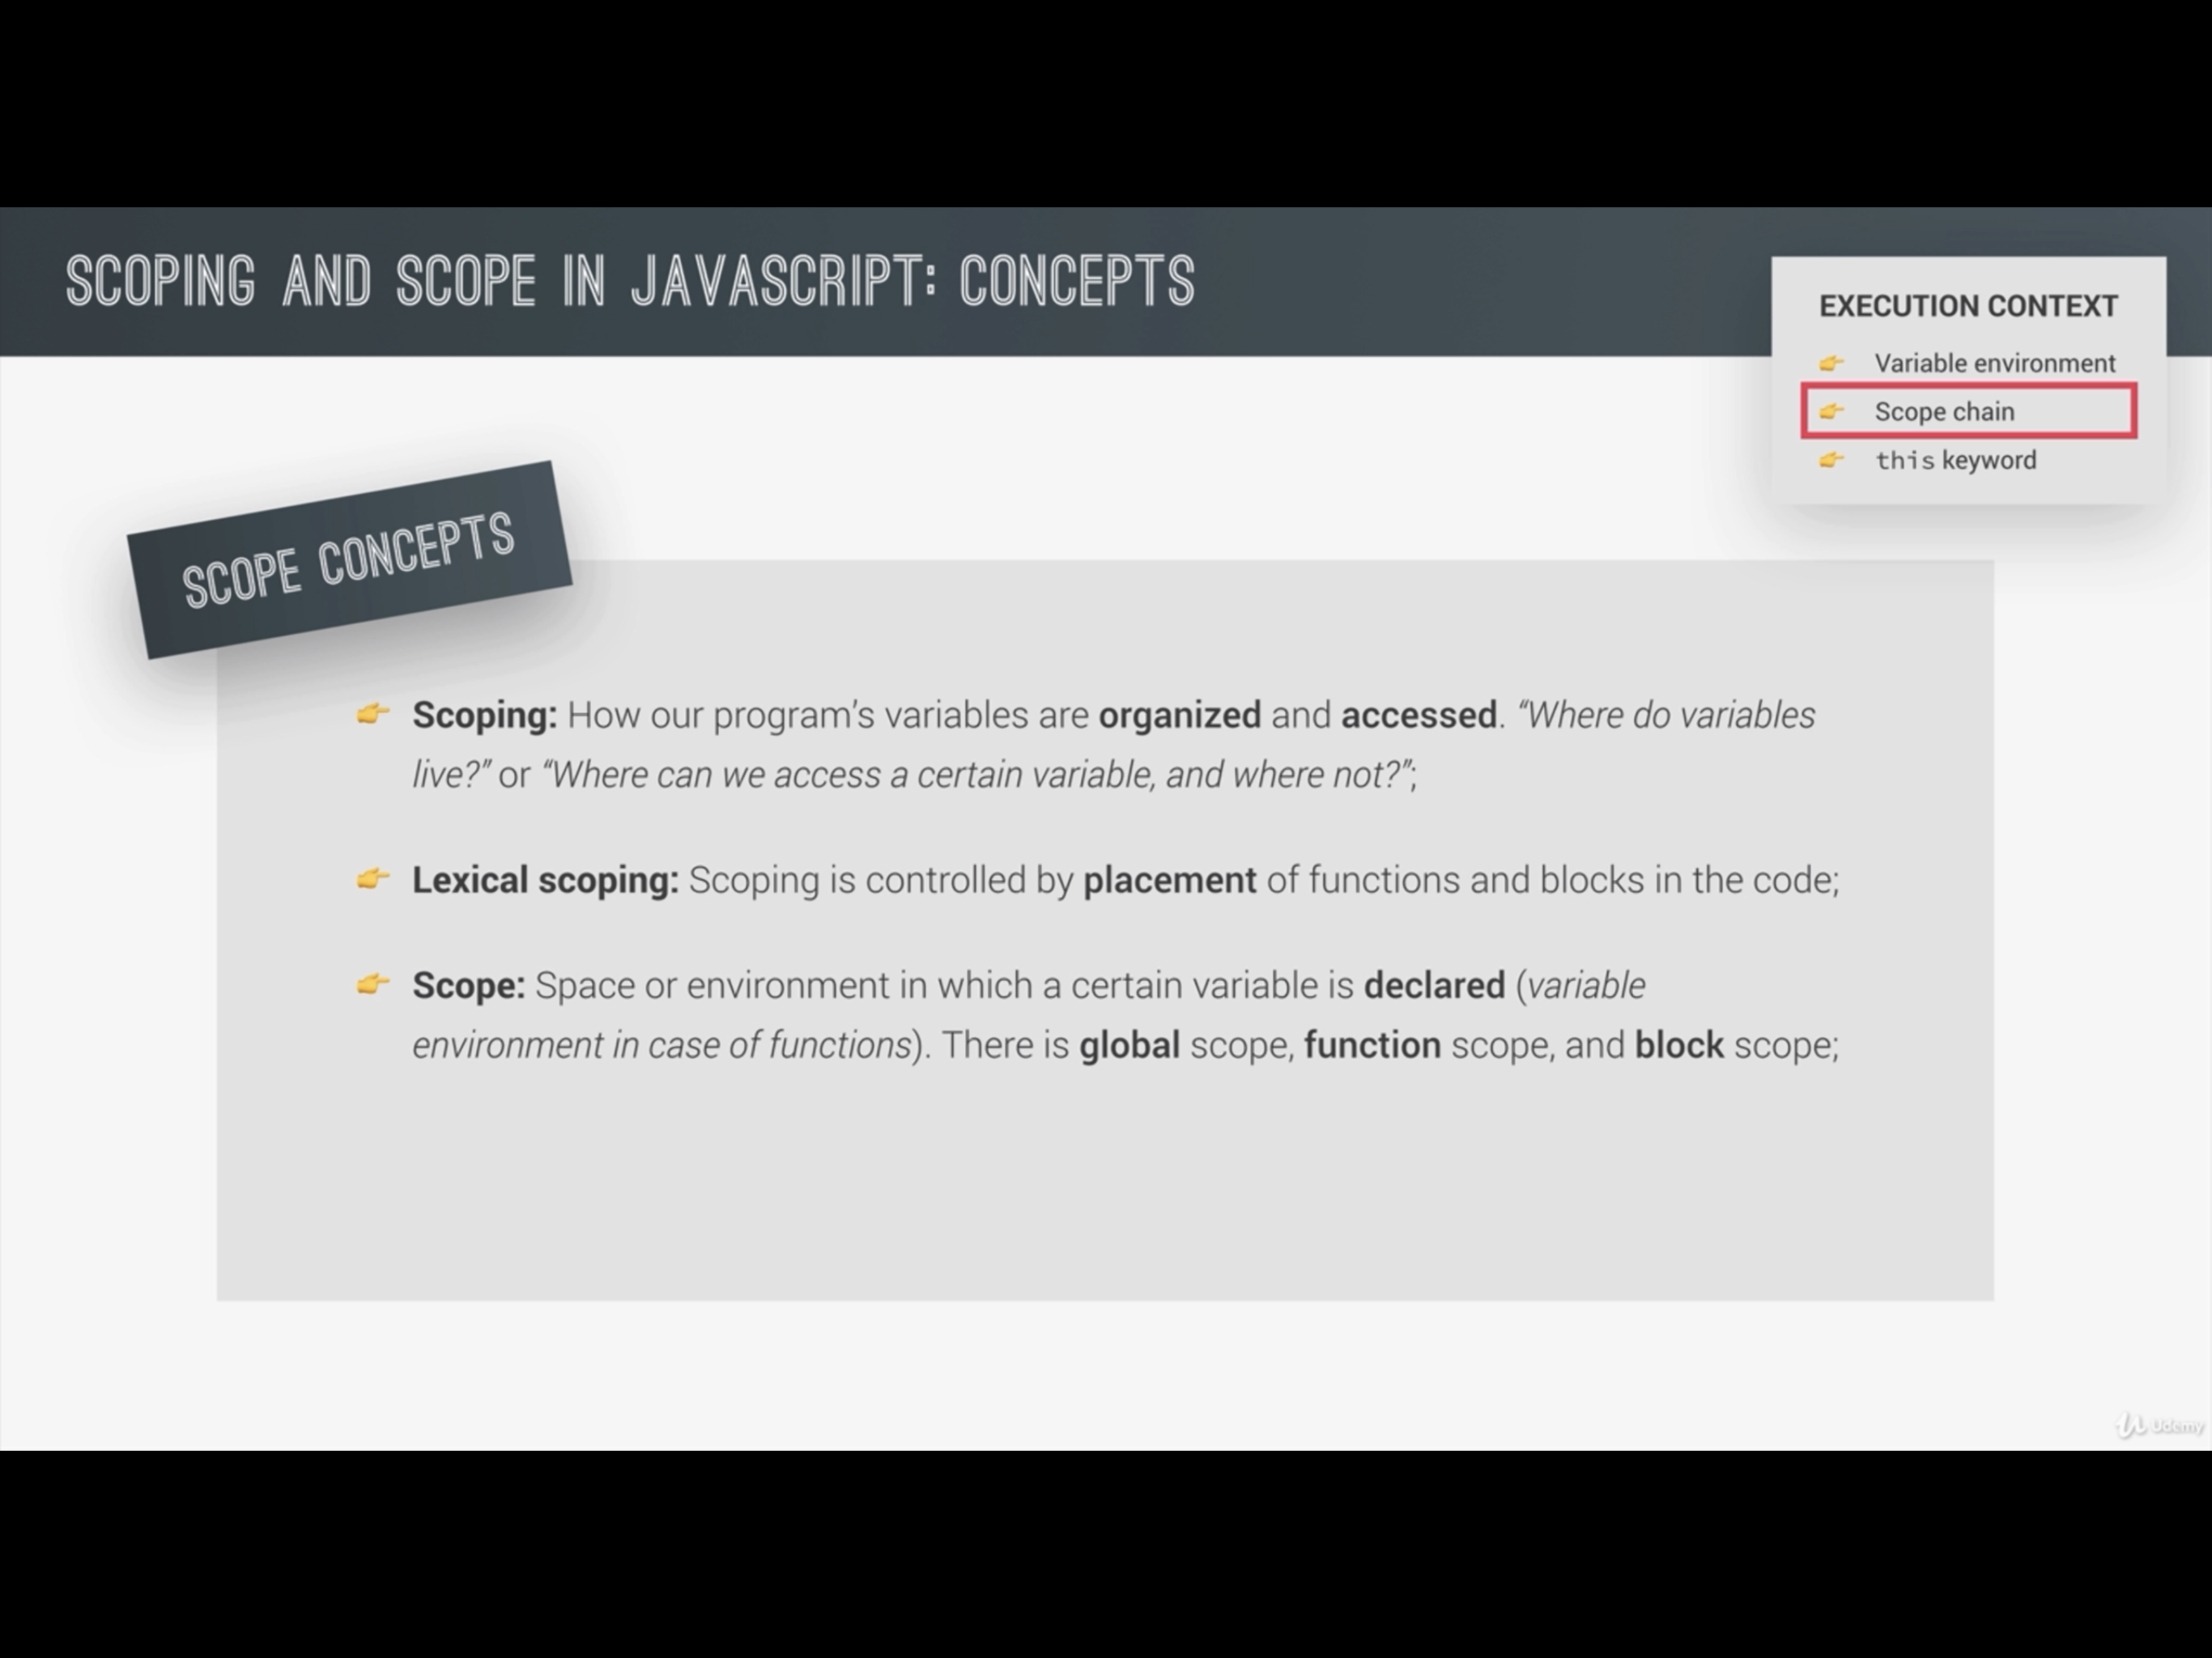 SCOPING AND SCOPE IN JAVASCRIPT: CONCEPTS
EXECUTION CONTEXT
👉 Variable environment
👉 Scope chain
👉 this keyword
SCOPE CONCEPTS
👉 Scoping: How our program’s variables are organized and accessed. “Where do variables
live?” or “Where can we access a certain variable, and where not?”;
👉 Lexical scoping: Scoping is controlled by placement of functions and blocks in the code;
👉 Scope: Space or environment in which a certain variable is declared (variable
environment in case of functions). There is global scope, function scope, and block scope;
Udemy